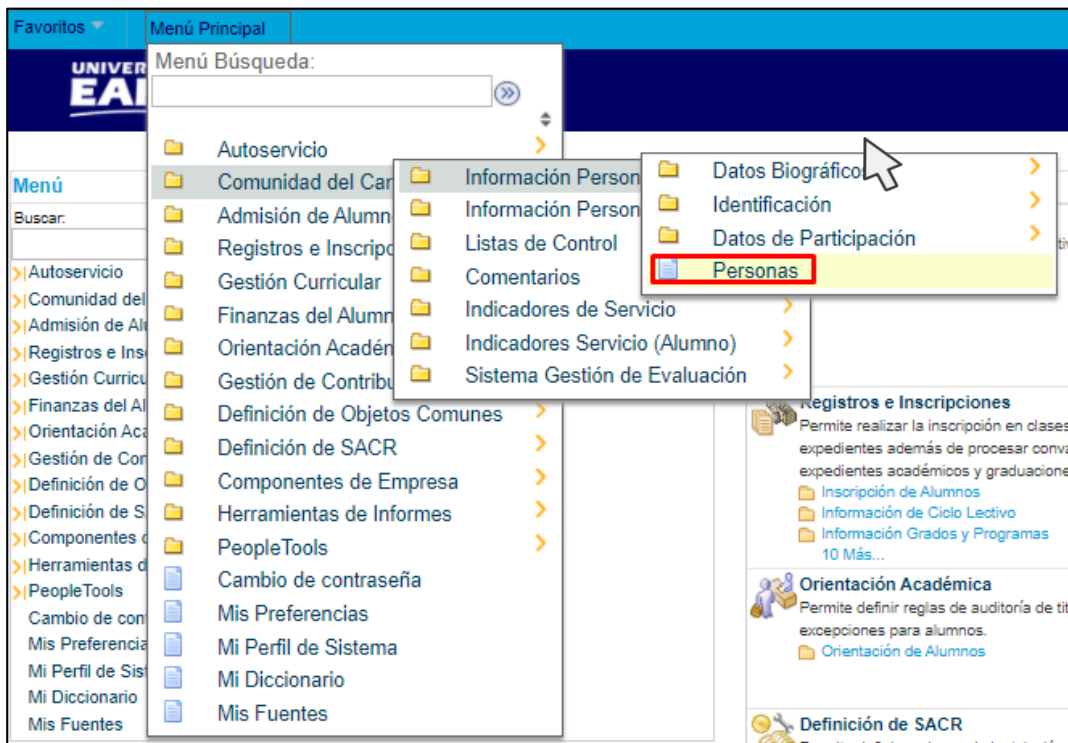 Favoritos
Menú Principal
UNIVER
EA
Menú Búsqueda:
Autoservicio
Comunidad del Ca
Admisión de Alumn
Registros e Inscripc
Gestión Curricular
Finanzas del Alumn
Orientación Académ
Gestión de Contribu
Definición de Objetos Comunes
Definición de SACR
Componentes de Empresa
Herramientas de Informes
PeopleTools
Cambio de contraseña
Mis Preferencias
Mi Perfil de Sistema
Mi Diccionario
Mis Fuentes
Información Person
Información Person
Listas de Control
Comentarios
Indicadores de Servicio
Indicadores Servicio (Alumno)
Sistema Gestión de Evaluación
Datos Biográficos
Identificación
Datos de Participación
Personas
Menú
Buscar:
Autoservicio
Comunidad del
Admisión de Al
Registros e Ins
Gestión Curricu
Finanzas del Al
Orientación Aca
Gestión de Con
Definición de O
Definición de S
Componentes
Herramientas d
PeopleTools
Cambio de con
Mis Preferencia
Mi Perfil de Sis
Mi Diccionario
Mis Fuentes
Registros e Inscripciones
Permite realizar la inscripción en clases
expedientes además de procesar conva
expedientes académicos y graduacione
Inscripción de Alumnos
Información de Ciclo Lectivo
Información Grados y Programas
10 Más...
Orientación Académica
Permite definir reglas de auditoría de tit
excepciones para alumnos.
Orientación de Alumnos
Definición de SACR